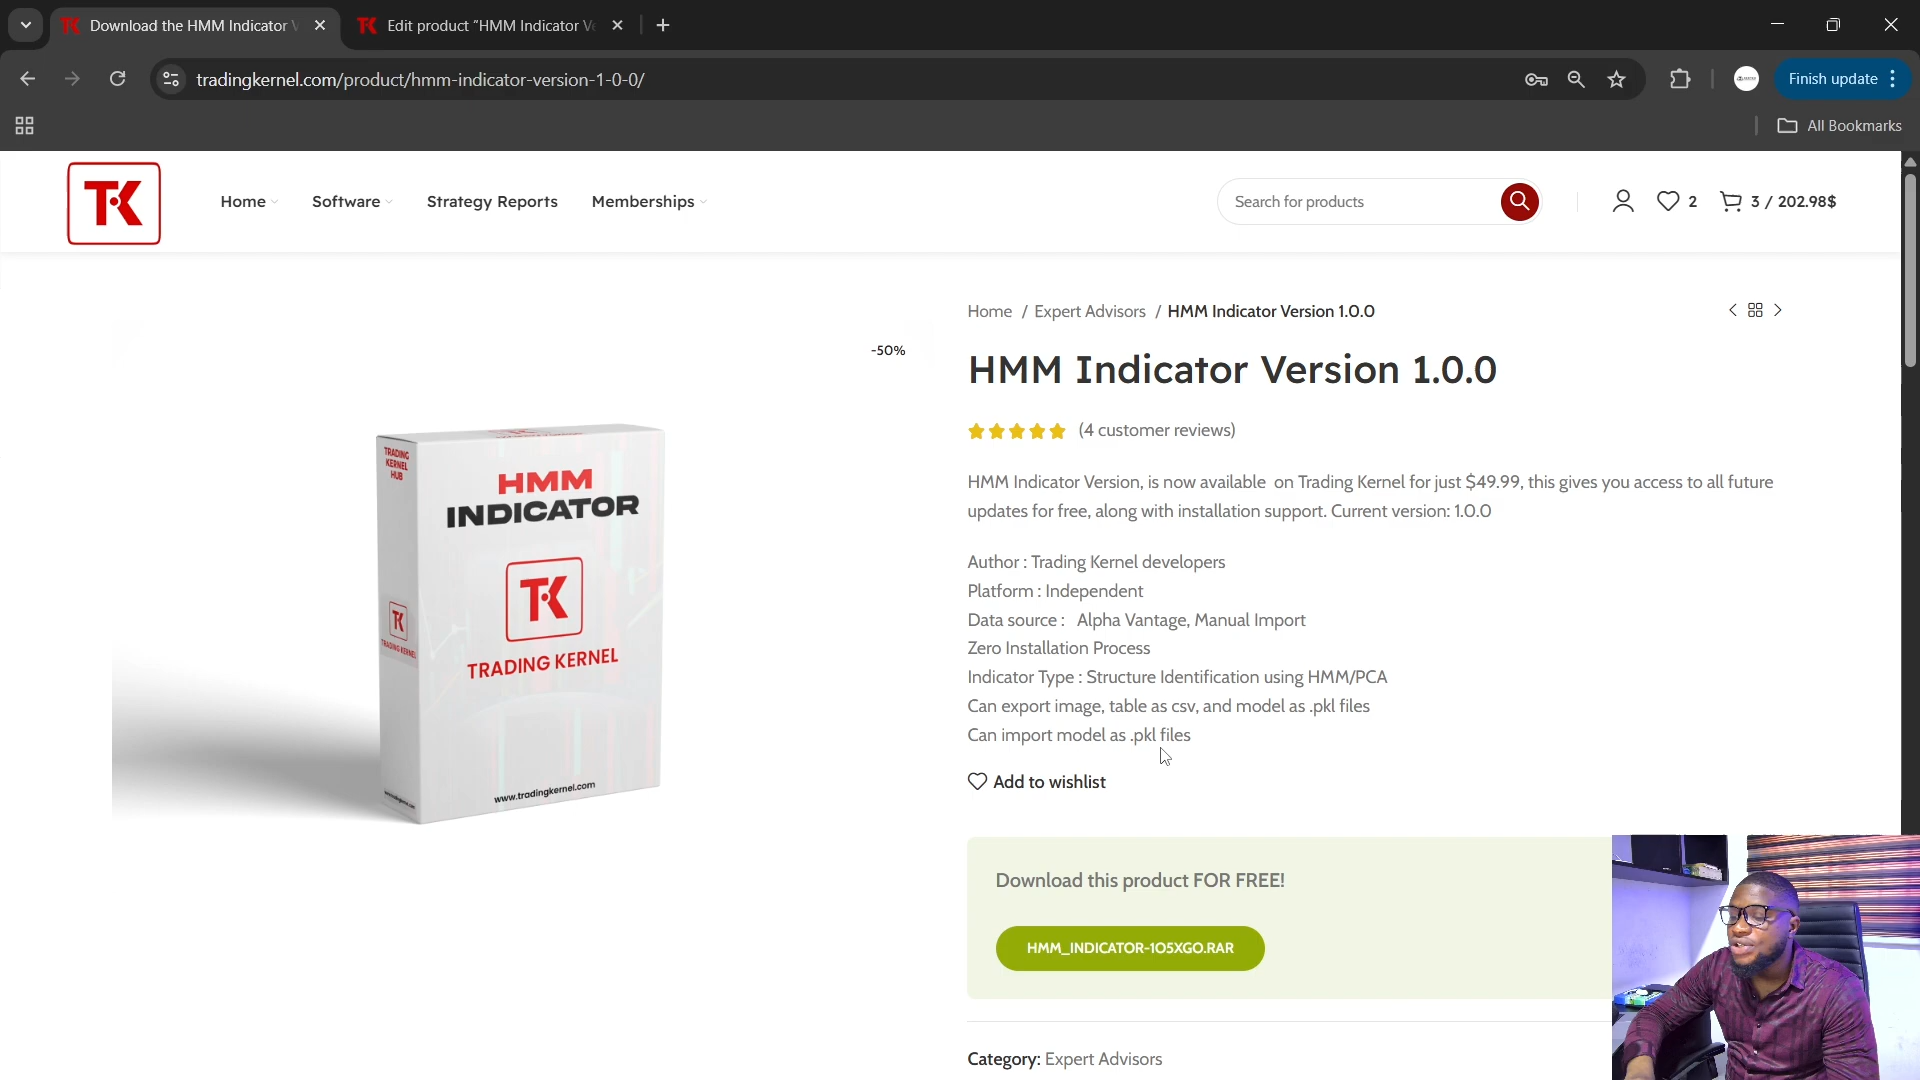 Download the HMM Indicator V
Edit product “HMM Indicator Ve
tradingkernel.com/product/hmm-indicator-version-1-0-0/
Finish update
All Bookmarks
TK
Home
Software
Strategy Reports
Memberships
Search for products
2
3 / 202.98$
Home / Expert Advisors / HMM Indicator Version 1.0.0
-50%
HMM Indicator Version 1.0.0
(4 customer reviews)
HMM Indicator Version, is now available on Trading Kernel for just $49.99, this gives you access to all future
updates for free, along with installation support. Current version: 1.0.0
Author : Trading Kernel developers
Platform : Independent
Data source : Alpha Vantage, Manual Import
Zero Installation Process
Indicator Type : Structure Identification using HMM/PCA
Can export image, table as csv, and model as .pkl files
Can import model as .pkl files
Add to wishlist
TRADING
KERNEL
HUB
HMM
INDICATOR
TK
TRADING KERNEL
www.tradingkernel.com
TK
TRADING KERNEL
Download this product FOR FREE!
HMM_INDICATOR-1O5XGO.RAR
Category: Expert Advisors